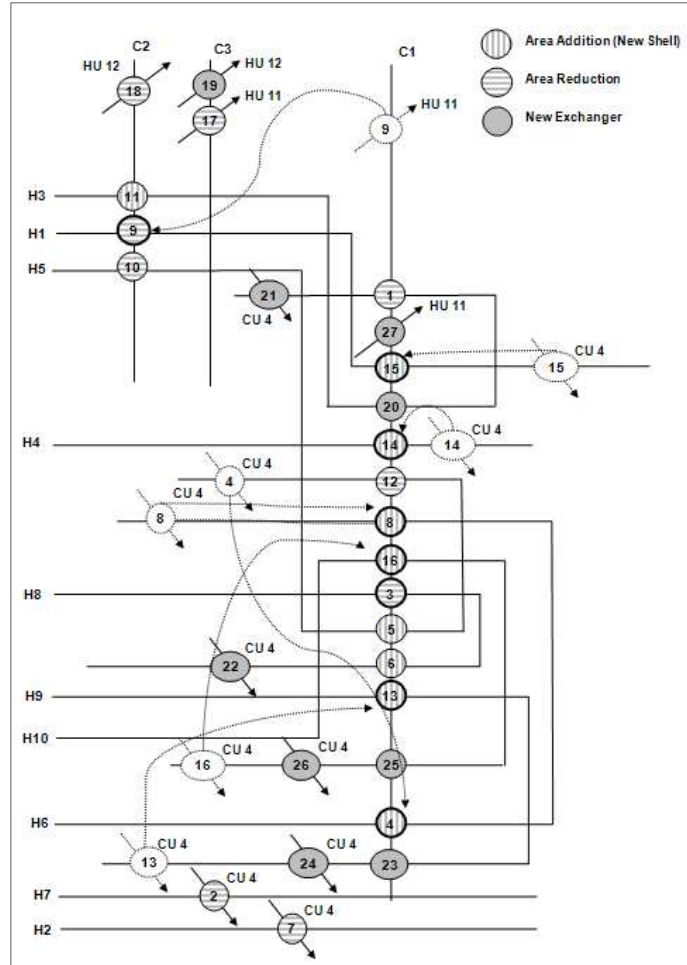 C2
C3
C1
HU 12
18
HU 12
19
HU 11
17
HU 11
9
Area Addition (New Shell)
Area Reduction
New Exchanger
H3
11
H1
9
H5
10
21
CU 4
1
HU 11
27
15
CU 4
15
20
H4
14
CU 4
14
CU 4
4
12
CU 4
8
8
16
H8
3
5
22
CU 4
6
H9
13
H10
CU 4
16
CU 4
26
25
H6
4
CU 4
13
CU 4
24
23
H7
CU 4
2
CU 4
H2
7